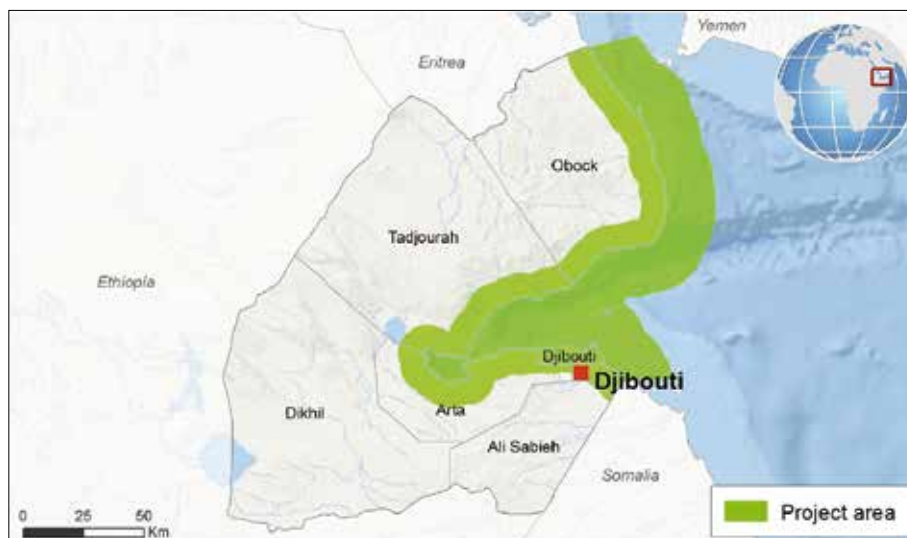 Yemen
Eritrea
Obock
Tadjourah
Ethiopia
Djibouti
Djibouti
Dikhil
Arta
Ali Sabieh
Somalia
0 25 50
Km
Project area